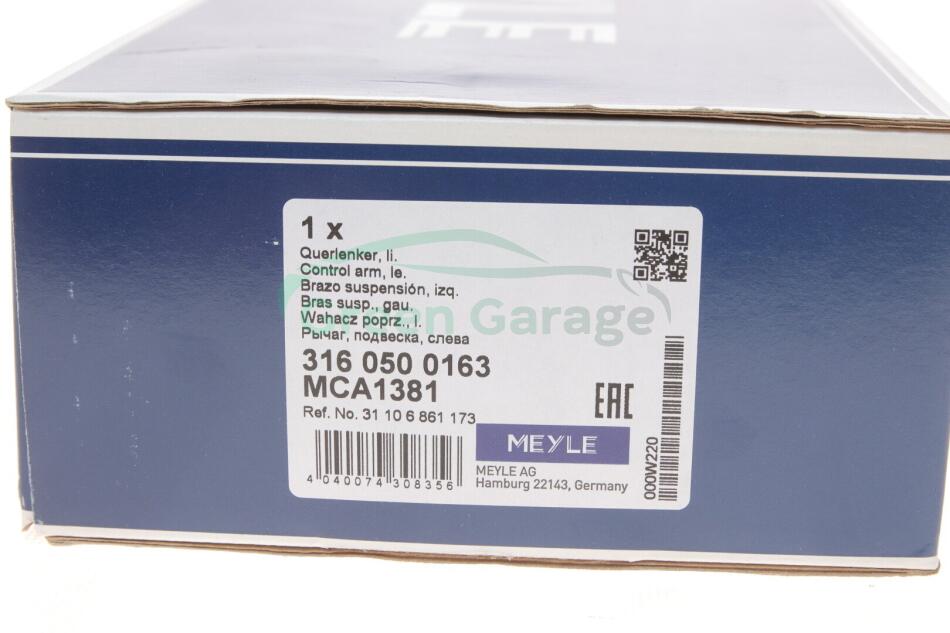 1 x
Querlenker, li.
Control arm, le.
Brazo suspensión, izq.
Bras susp., gau.
Wahacz poprz., l.
Рычаг, подвеска, слева
Green Garage
316 050 0163
MCA1381
Ref. No. 31 10 6 861 173
EAC
MEYLE
MEYLE AG
Hamburg 22143, Germany
4 040074 308356
000W220